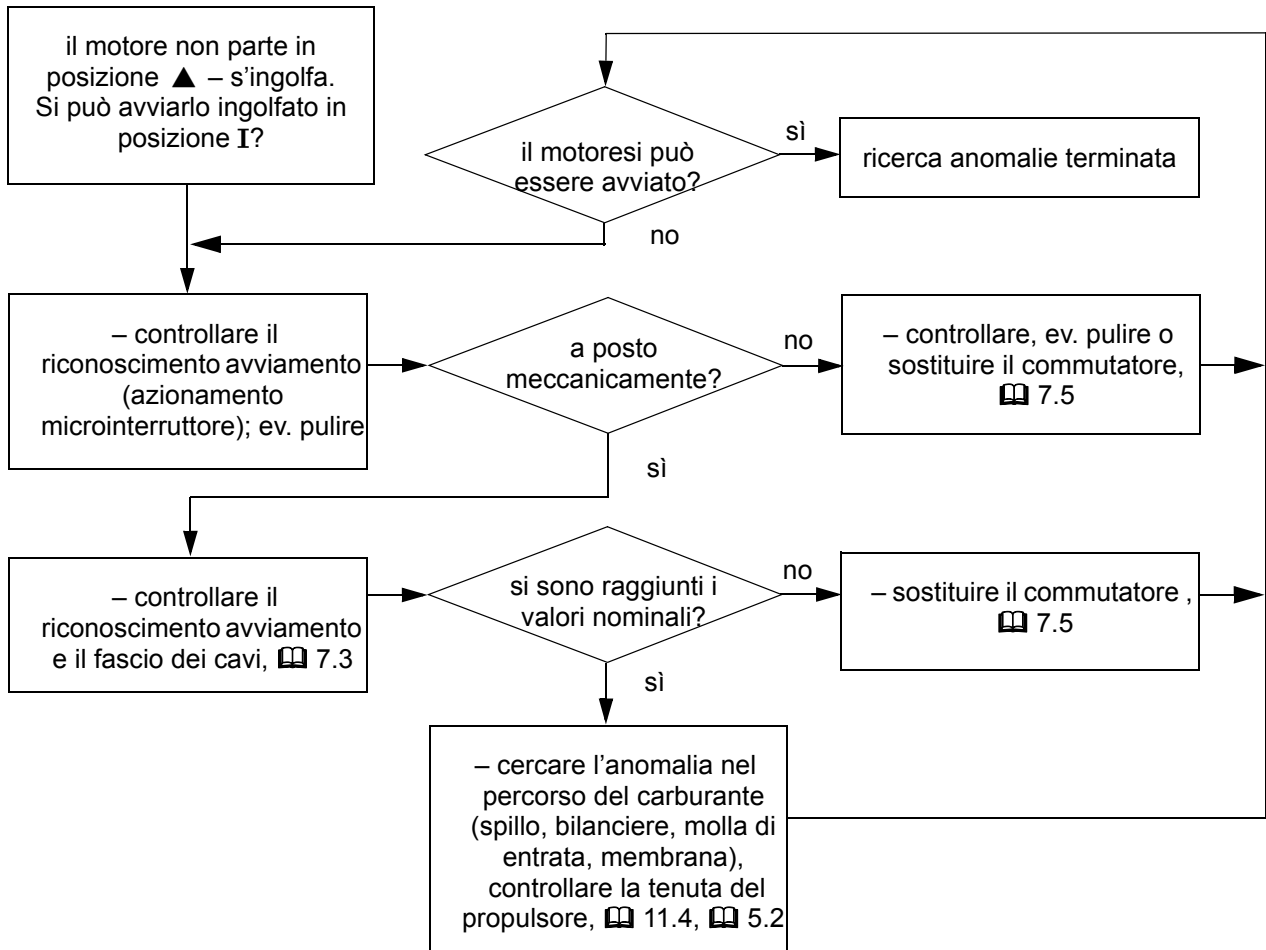 il motore non parte in
posizione ▲ – s’ingolfa.
Si può avviarlo ingolfato in
posizione I?
il motoresi può
essere avviato?
sì
ricerca anomalie terminata
no
– controllare il
riconoscimento avviamento
(azionamento
microinterruttore); ev. pulire
a posto
meccanicamente?
no
– controllare, ev. pulire o
sostituire il commutatore,
7.5
sì
– controllare il
riconoscimento avviamento
e il fascio dei cavi, 7.3
si sono raggiunti i
valori nominali?
no
– sostituire il commutatore ,
7.5
sì
– cercare l’anomalia nel
percorso del carburante
(spillo, bilanciere, molla di
entrata, membrana),
controllare la tenuta del
propulsore, 11.4, 5.2